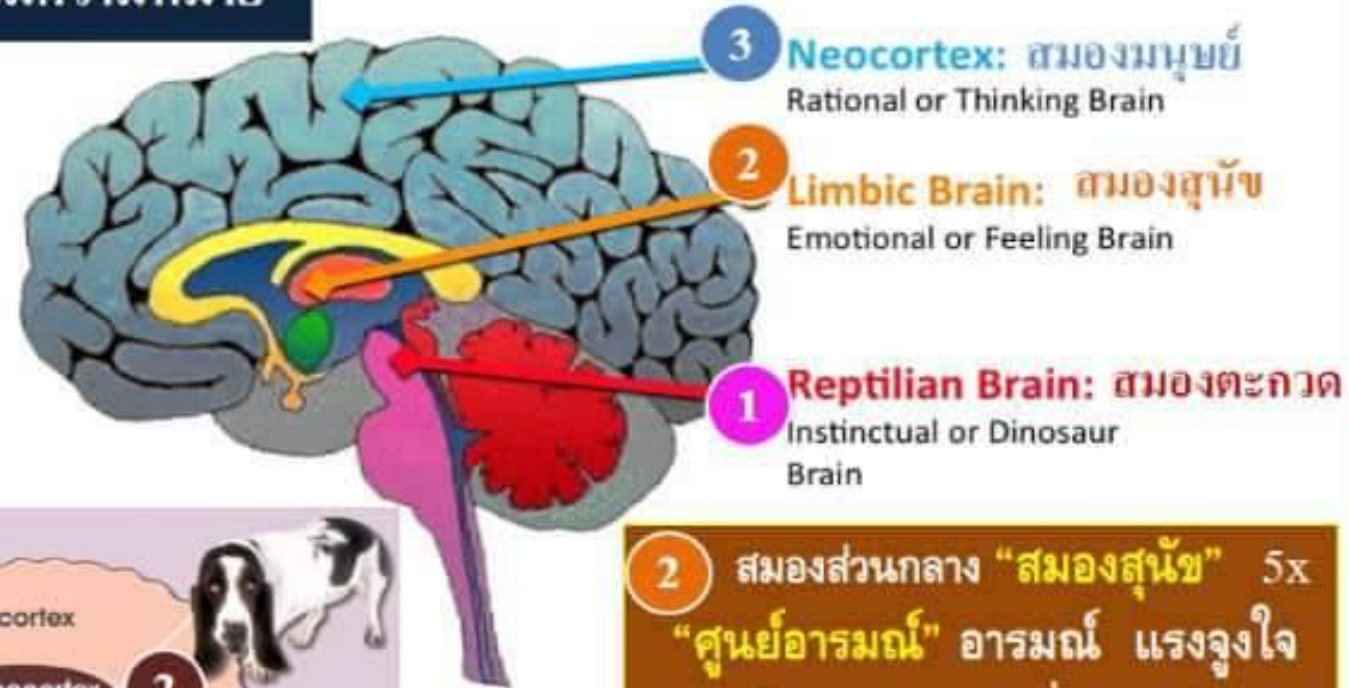 3 Neocortex: สมองมนุษย์
Rational or Thinking Brain
2 Limbic Brain: สมองสุนัข
Emotional or Feeling Brain
1 Reptilian Brain: สมองตะกวด
Instinctual or Dinosaur
Brain
cortex
2 สมองส่วนกลาง “สมองสุนัข” 5x
“ศูนย์อารมณ์” อารมณ์ แรงจูงใจ